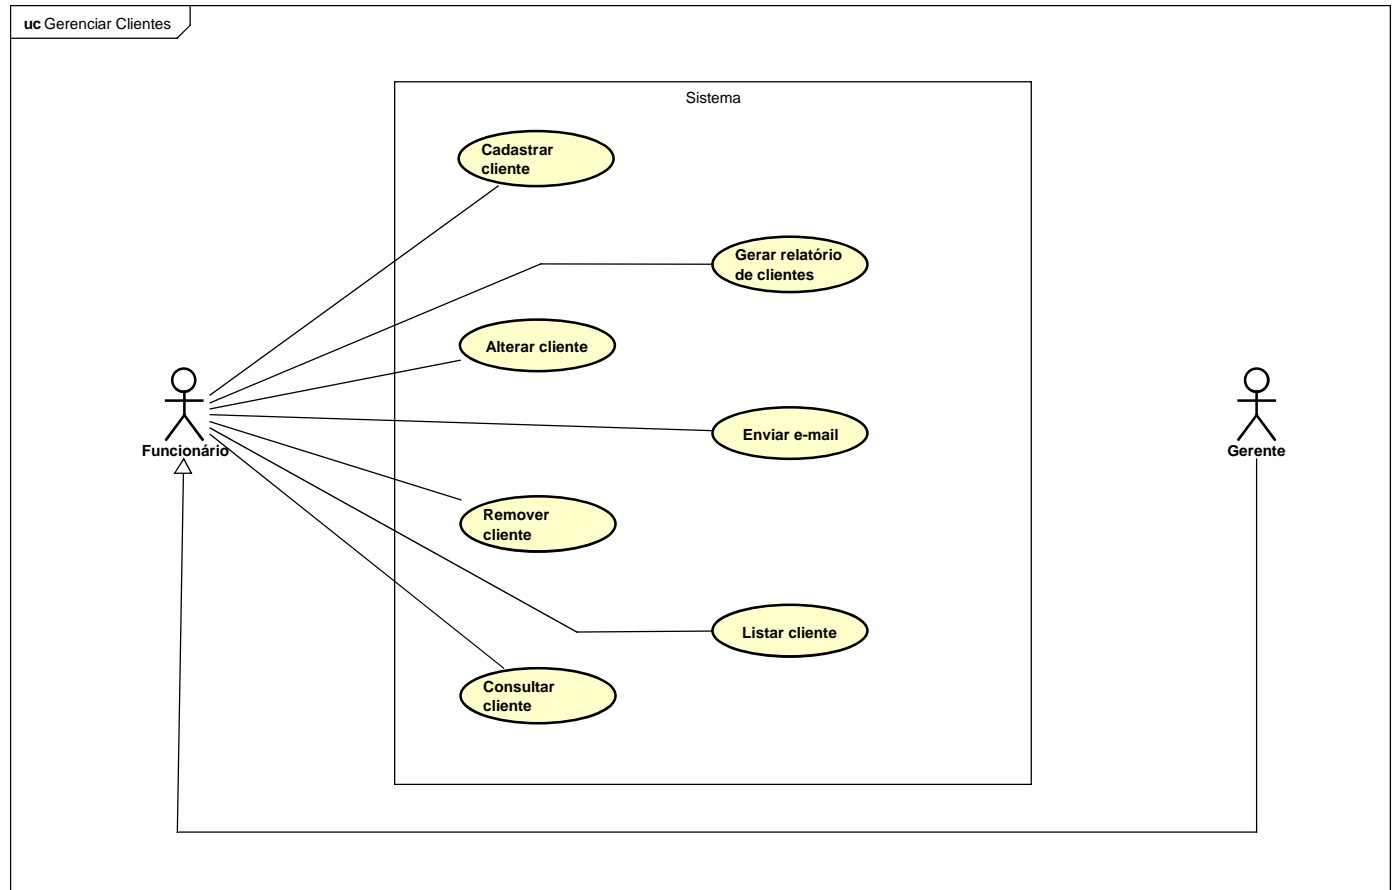 uc Gerenciar Clientes
Sistema
Cadastrar
cliente
Gerar relatório
de clientes
Alterar cliente
Enviar e-mail
Funcionário
Gerente
Remover
cliente
Listar cliente
Consultar
cliente